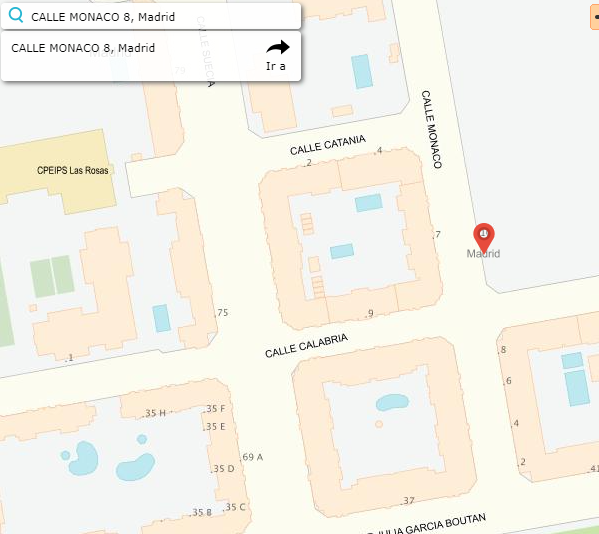 CALLE MONACO 8, Madrid
CALLE MONACO 8, Madrid
Ir a
CALLE SUECIA
CALLE MONACO
CALLE CATANIA
CPEIPS Las Rosas
2
4
7
Madrid
9
75
CALLE CALABRIA
1
8
6
4
2
41
35 H
35 F
35 E
69 A
35 D
35 C
35 B
37
JULIA GARCIA BOUTAN